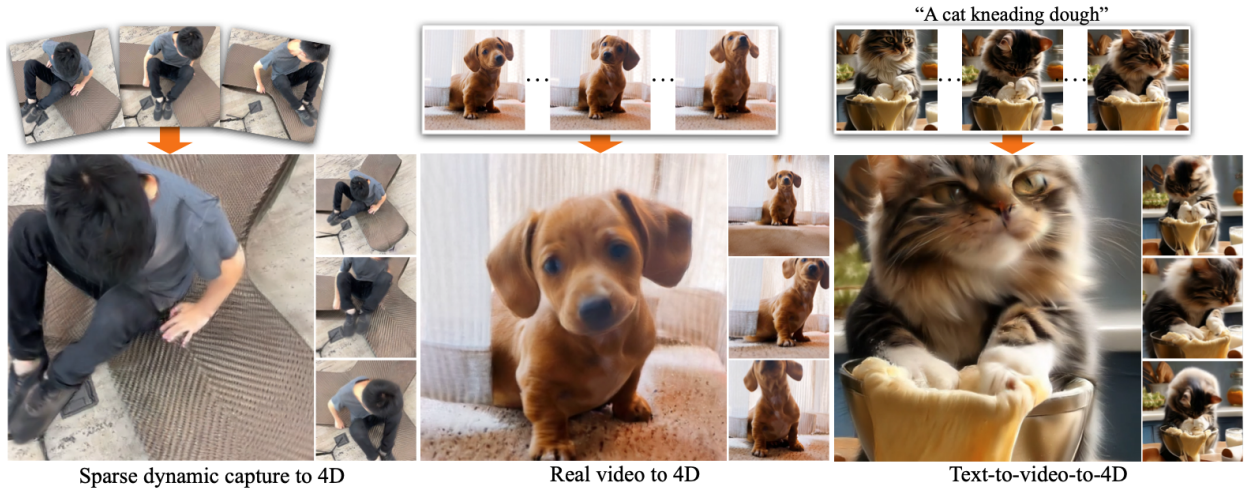 “A cat kneading dough”
Sparse dynamic capture to 4D
Real video to 4D
Text-to-video-to-4D